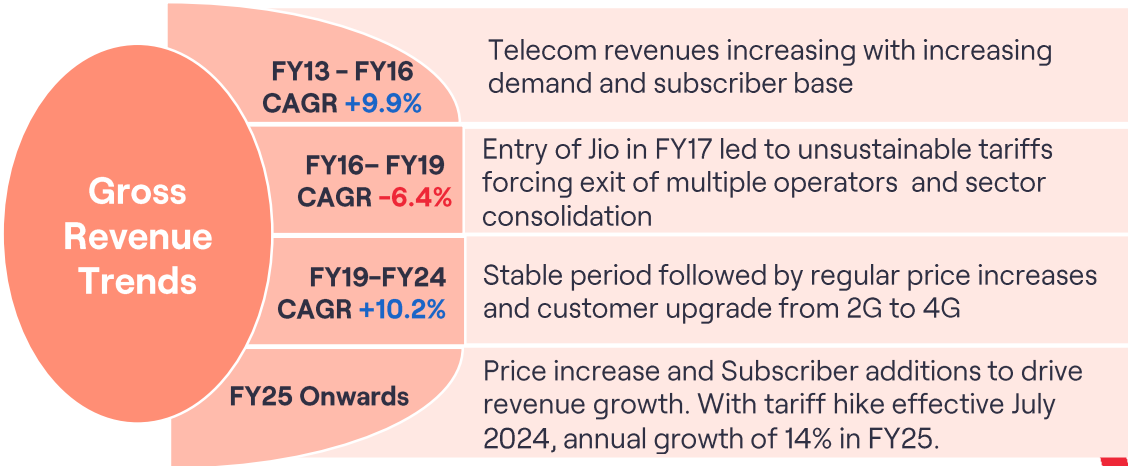 Gross
Revenue
Trends
FY13 – FY16
CAGR +9.9%
Telecom revenues increasing with increasing
demand and subscriber base
FY16– FY19
CAGR -6.4%
Entry of Jio in FY17 led to unsustainable tariffs
forcing exit of multiple operators  and sector
consolidation
FY19–FY24
CAGR +10.2%
Stable period followed by regular price increases
and customer upgrade from 2G to 4G
FY25 Onwards
Price increase and Subscriber additions to drive
revenue growth. With tariff hike effective July
2024, annual growth of 14% in FY25.